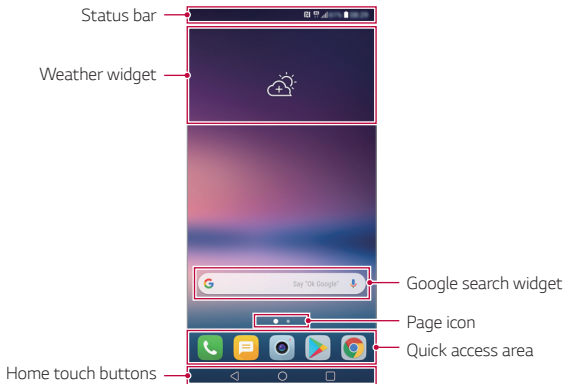 Status bar
Weather widget
G Say "Ok Google"
Google search widget
Page icon
Quick access area
Home touch buttons